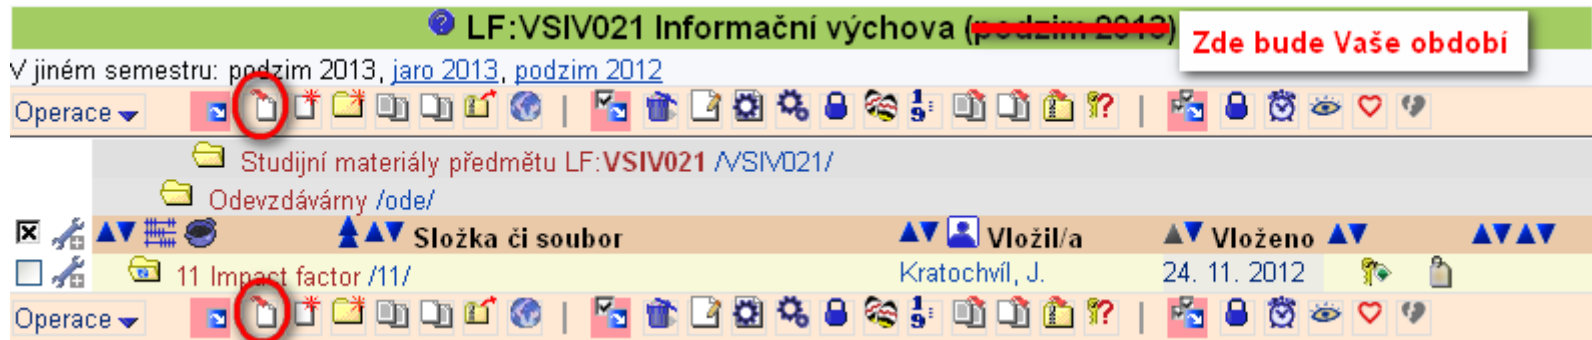 LF:VSIV021 Informační výchova (podzim 2013)
Zde bude Vaše období
V jiném semestru: podzim 2013, jaro 2013, podzim 2012
Operace
Studijní materiály předmětu LF:VSIV021 /VSIV021/
Odevzdávárny /ode/
Složka či soubor Vložil/a Vloženo
11 Impact factor /11/ Kratochvíl, J. 24. 11. 2012
Operace